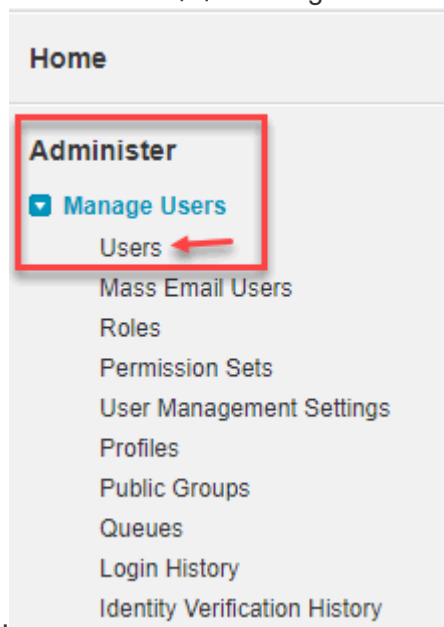 Home
Administer
Manage Users
Users
Mass Email Users
Roles
Permission Sets
User Management Settings
Profiles
Public Groups
Queues
Login History
Identity Verification History